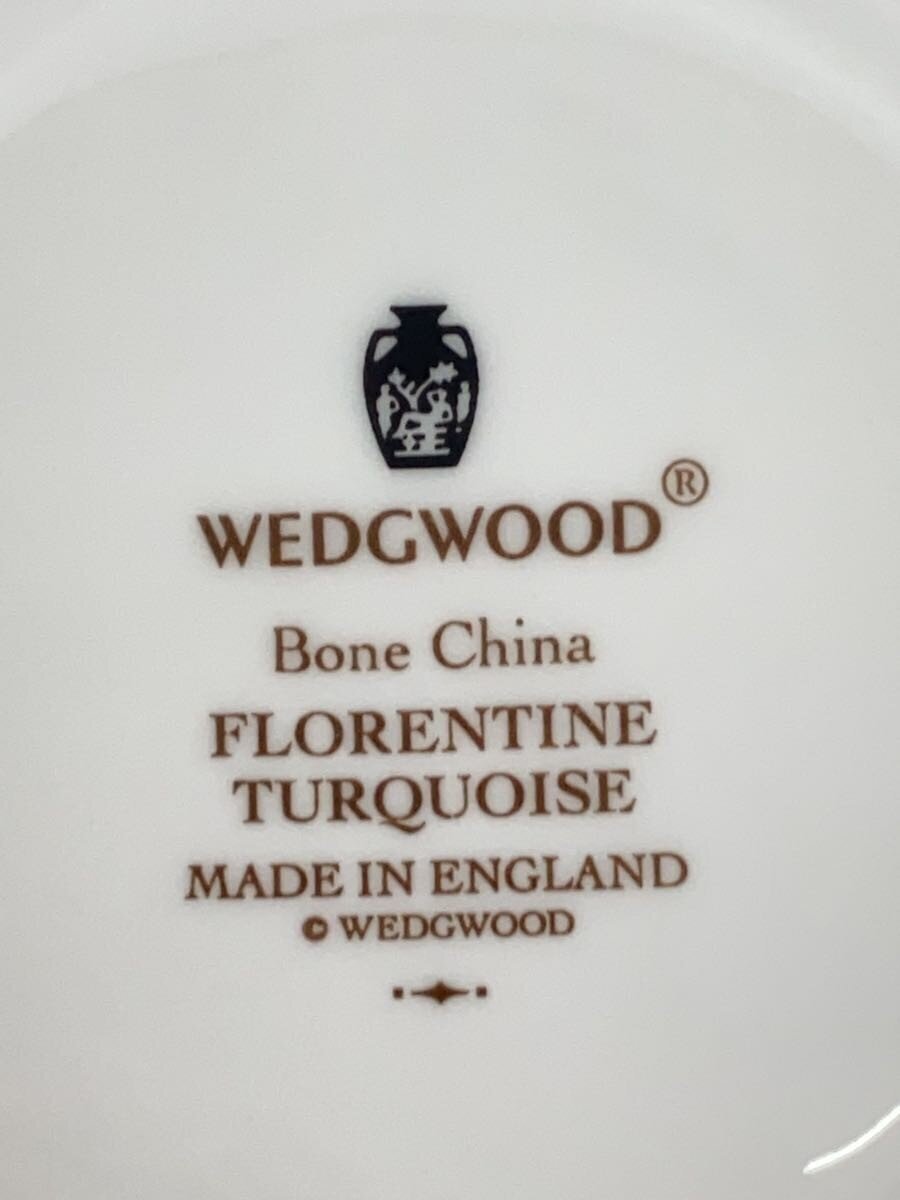 WEDGWOOD®
Bone China
FLORENTINE
TURQUOISE
MADE IN ENGLAND
© WEDGWOOD